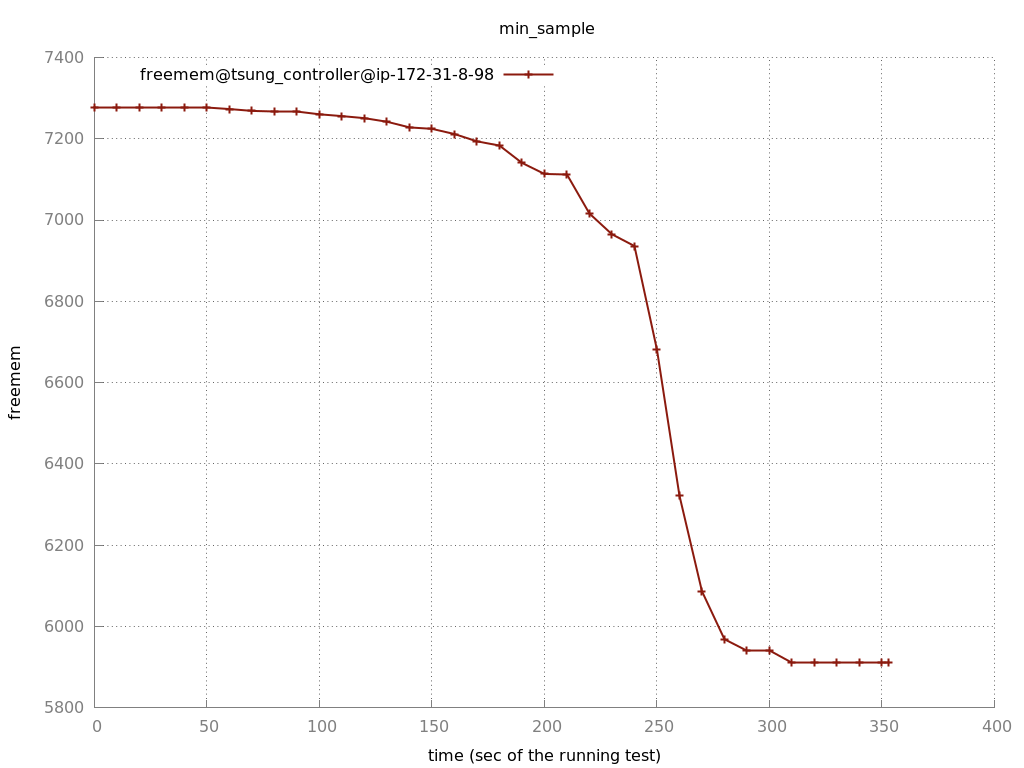 min_sample
freemem@tsung_controller@ip-172-31-8-98
7400
7200
7000
6800
6600
6400
6200
6000
5800
freemem
0 50 100 150 200 250 300 350 400
time (sec of the running test)